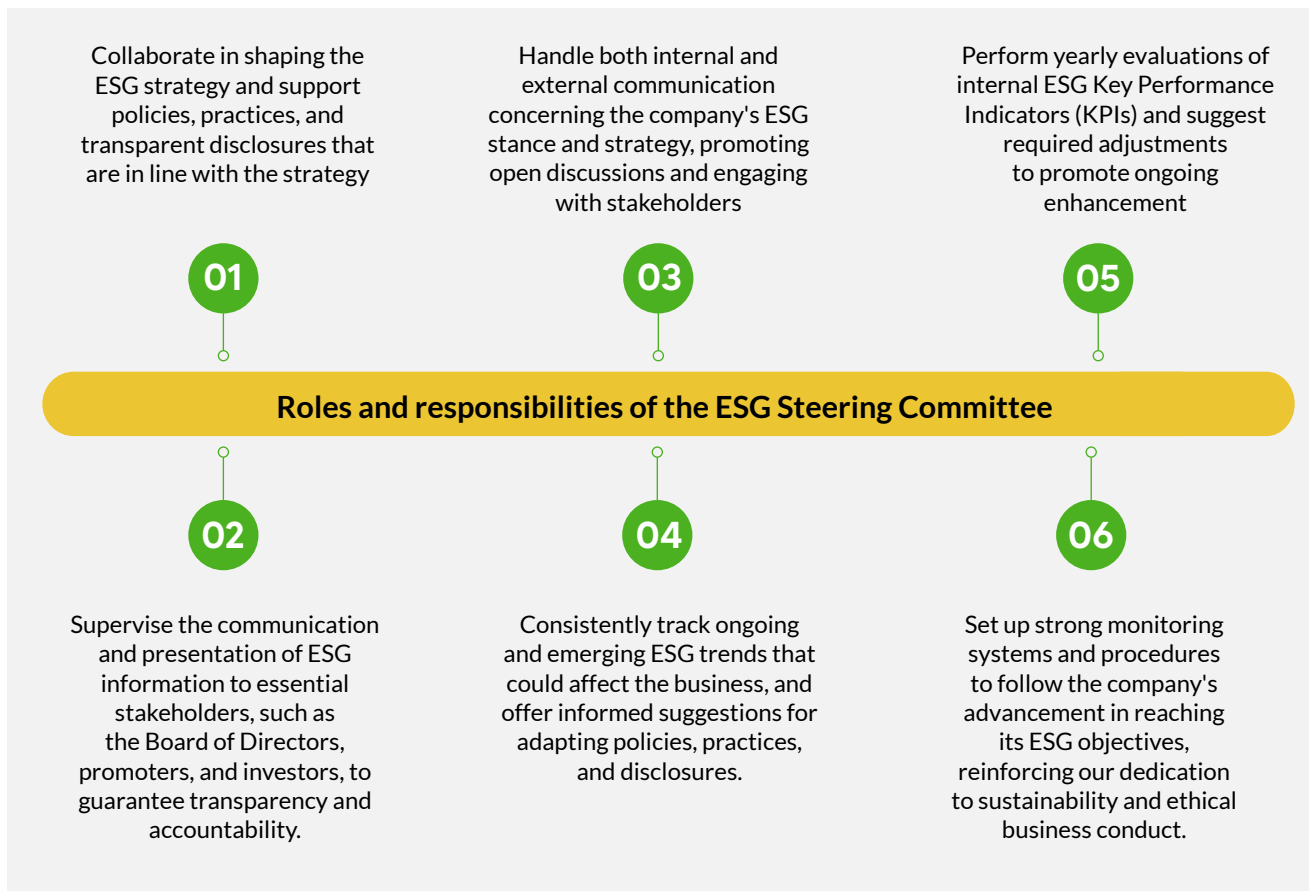 Collaborate in shaping the
ESG strategy and support
policies, practices, and
transparent disclosures that
are in line with the strategy
01
Handle both internal and
external communication
concerning the company's ESG
stance and strategy, promoting
open discussions and engaging
with stakeholders
03
Perform yearly evaluations of
internal ESG Key Performance
Indicators (KPIs) and suggest
required adjustments
to promote ongoing
enhancement
05
Roles and responsibilities of the ESG Steering Committee
02
Supervise the communication
and presentation of ESG
information to essential
stakeholders, such as
the Board of Directors,
promoters, and investors, to
guarantee transparency and
accountability.
04
Consistently track ongoing
and emerging ESG trends that
could affect the business, and
offer informed suggestions for
adapting policies, practices,
and disclosures.
06
Set up strong monitoring
systems and procedures
to follow the company's
advancement in reaching
its ESG objectives,
reinforcing our dedication
to sustainability and ethical
business conduct.